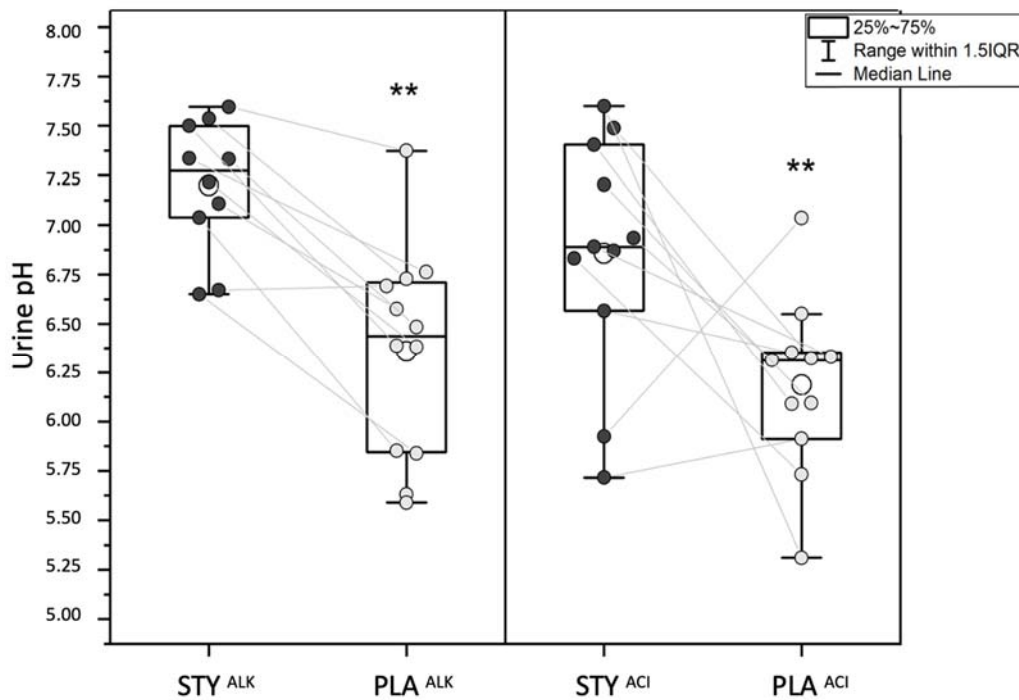 25%~75%
Range within 1.5IQR
Median Line
8.00
7.75
7.50
7.25
7.00
6.75
6.50
6.25
6.00
5.75
5.50
5.25
5.00
Urine pH
**
**
STY ALK
PLA ALK
STY ACI
PLA ACI